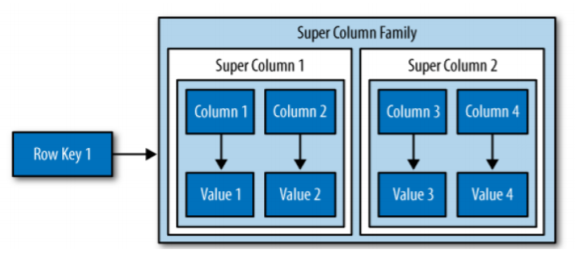 Super Column Family
Super Column 1
Super Column 2
Column 1
Column 2
Column 3
Column 4
Row Key 1
Value 1
Value 2
Value 3
Value 4